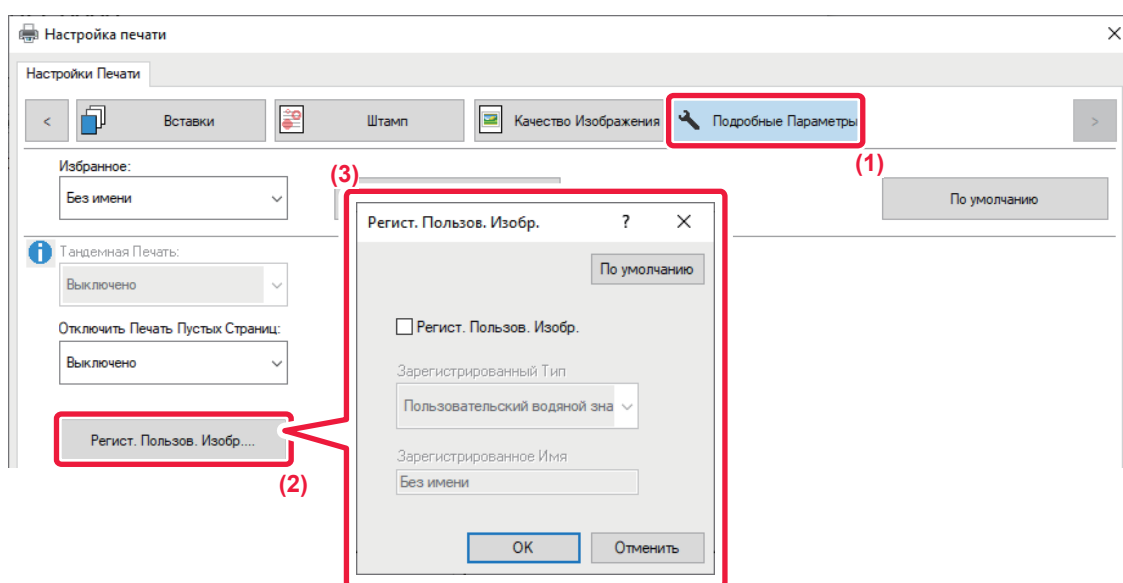 Настройка печати
Настройки Печати
<
Вставки
Штамп
Качество Изображения
Подробные Параметры
>
(1)
Избранное:
(3)
Без имени
По умолчанию
Регист. Пользов. Изобр.
?
Тандемная Печать:
По умолчанию
Выключено
Отключить Печать Пустых Страниц:
Регист. Пользов. Изобр.
Выключено
Зарегистрированный Тип
Пользовательский водяной зна
Регист. Пользов. Изобр....
Зарегистрированное Имя
(2)
Без имени
OK
Отменить